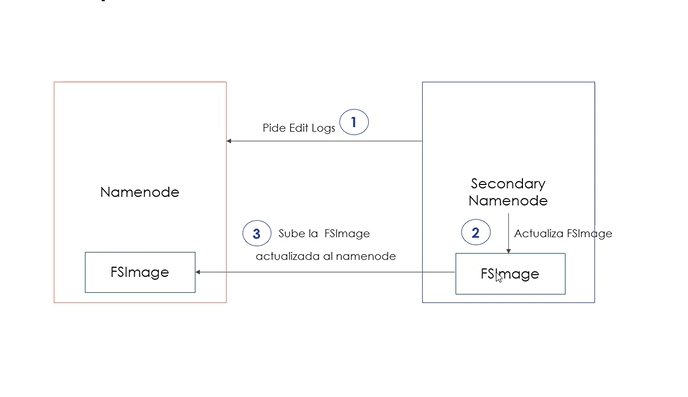 Pide Edit Logs
1
Namenode
Secondary
Namenode
3
Sube la FSImage
actualizada al namenode
2
Actualiza FSImage
FSImage
FSImage